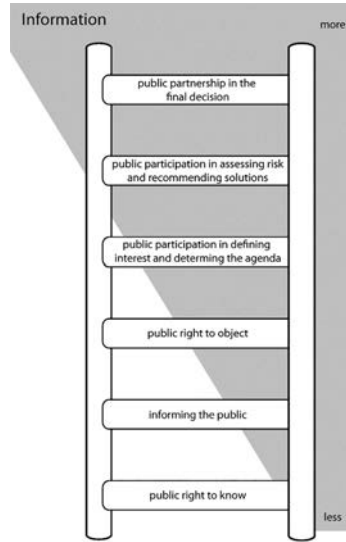 Information
more
public partnership in the
final decision
public participation in assessing risk
and recommending solutions
public participation in defining
interest and determing the agenda
public right to object
informing the public
public right to know
less